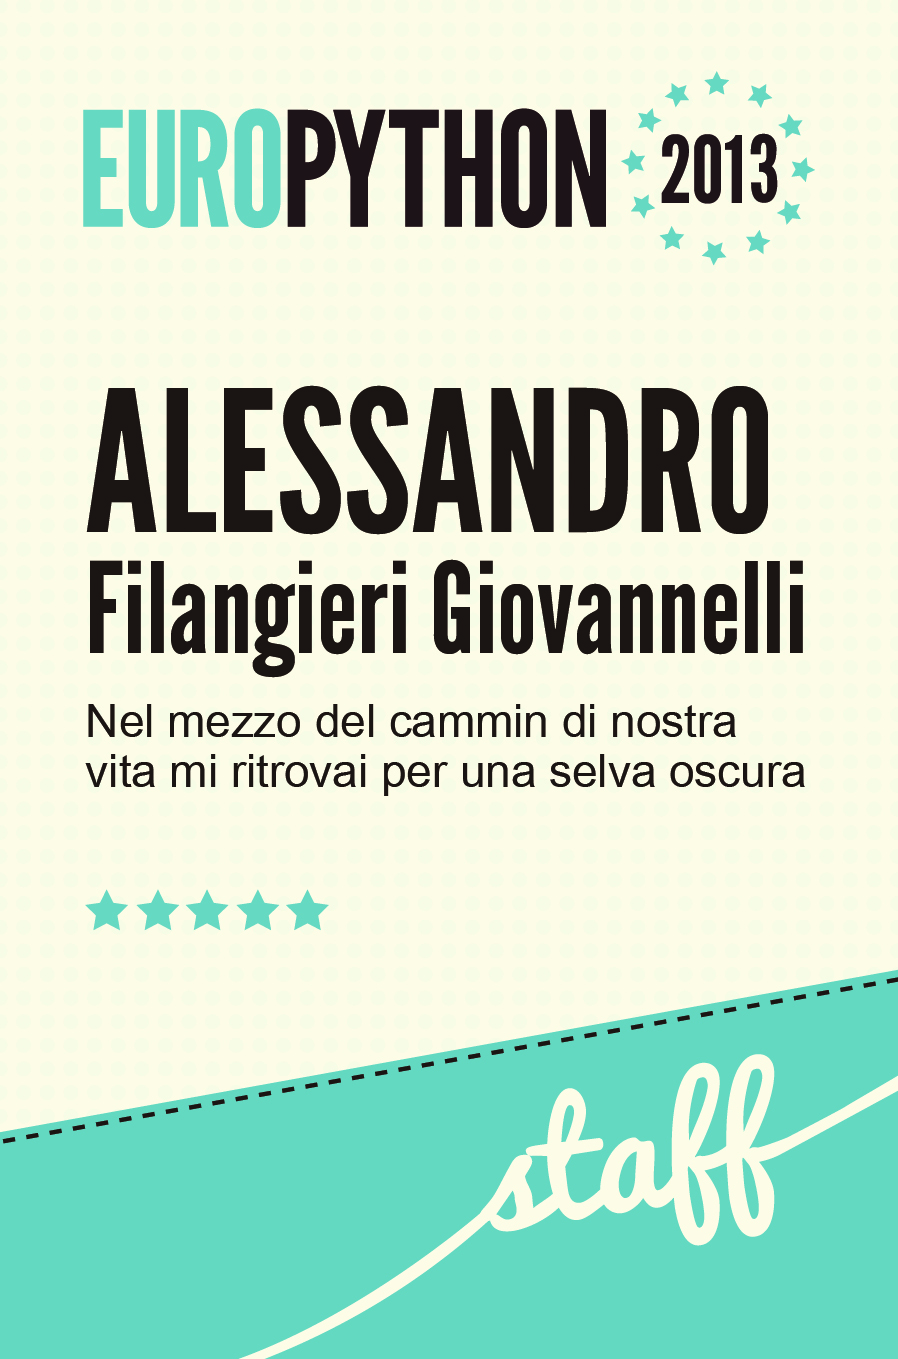 EUROPYTHON 2013
ALESSANDRO
Filangieri Giovannelli
Nel mezzo del cammin di nostra
vita mi ritrovai per una selva oscura
staff